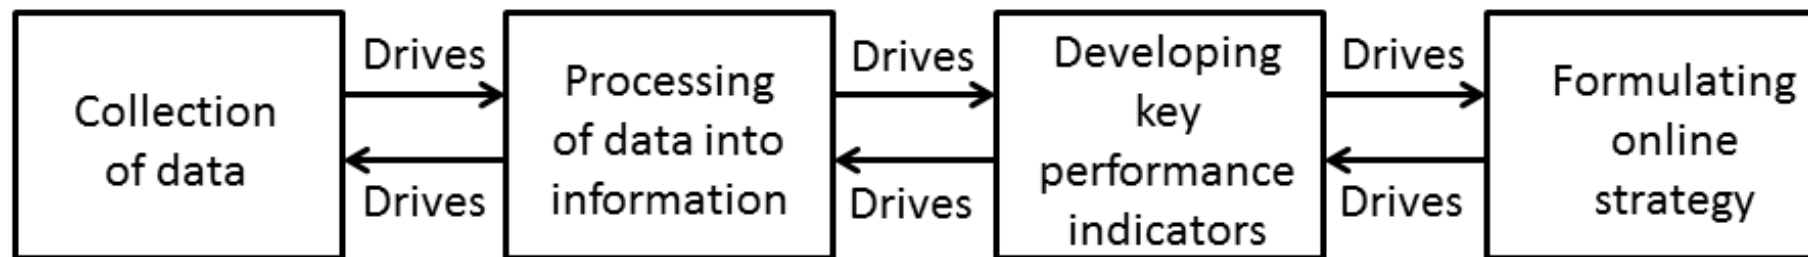 Collection
of data
Drives
Drives
Processing
of data into
information
Drives
Drives
Developing
key
performance
indicators
Drives
Drives
Formulating
online
strategy